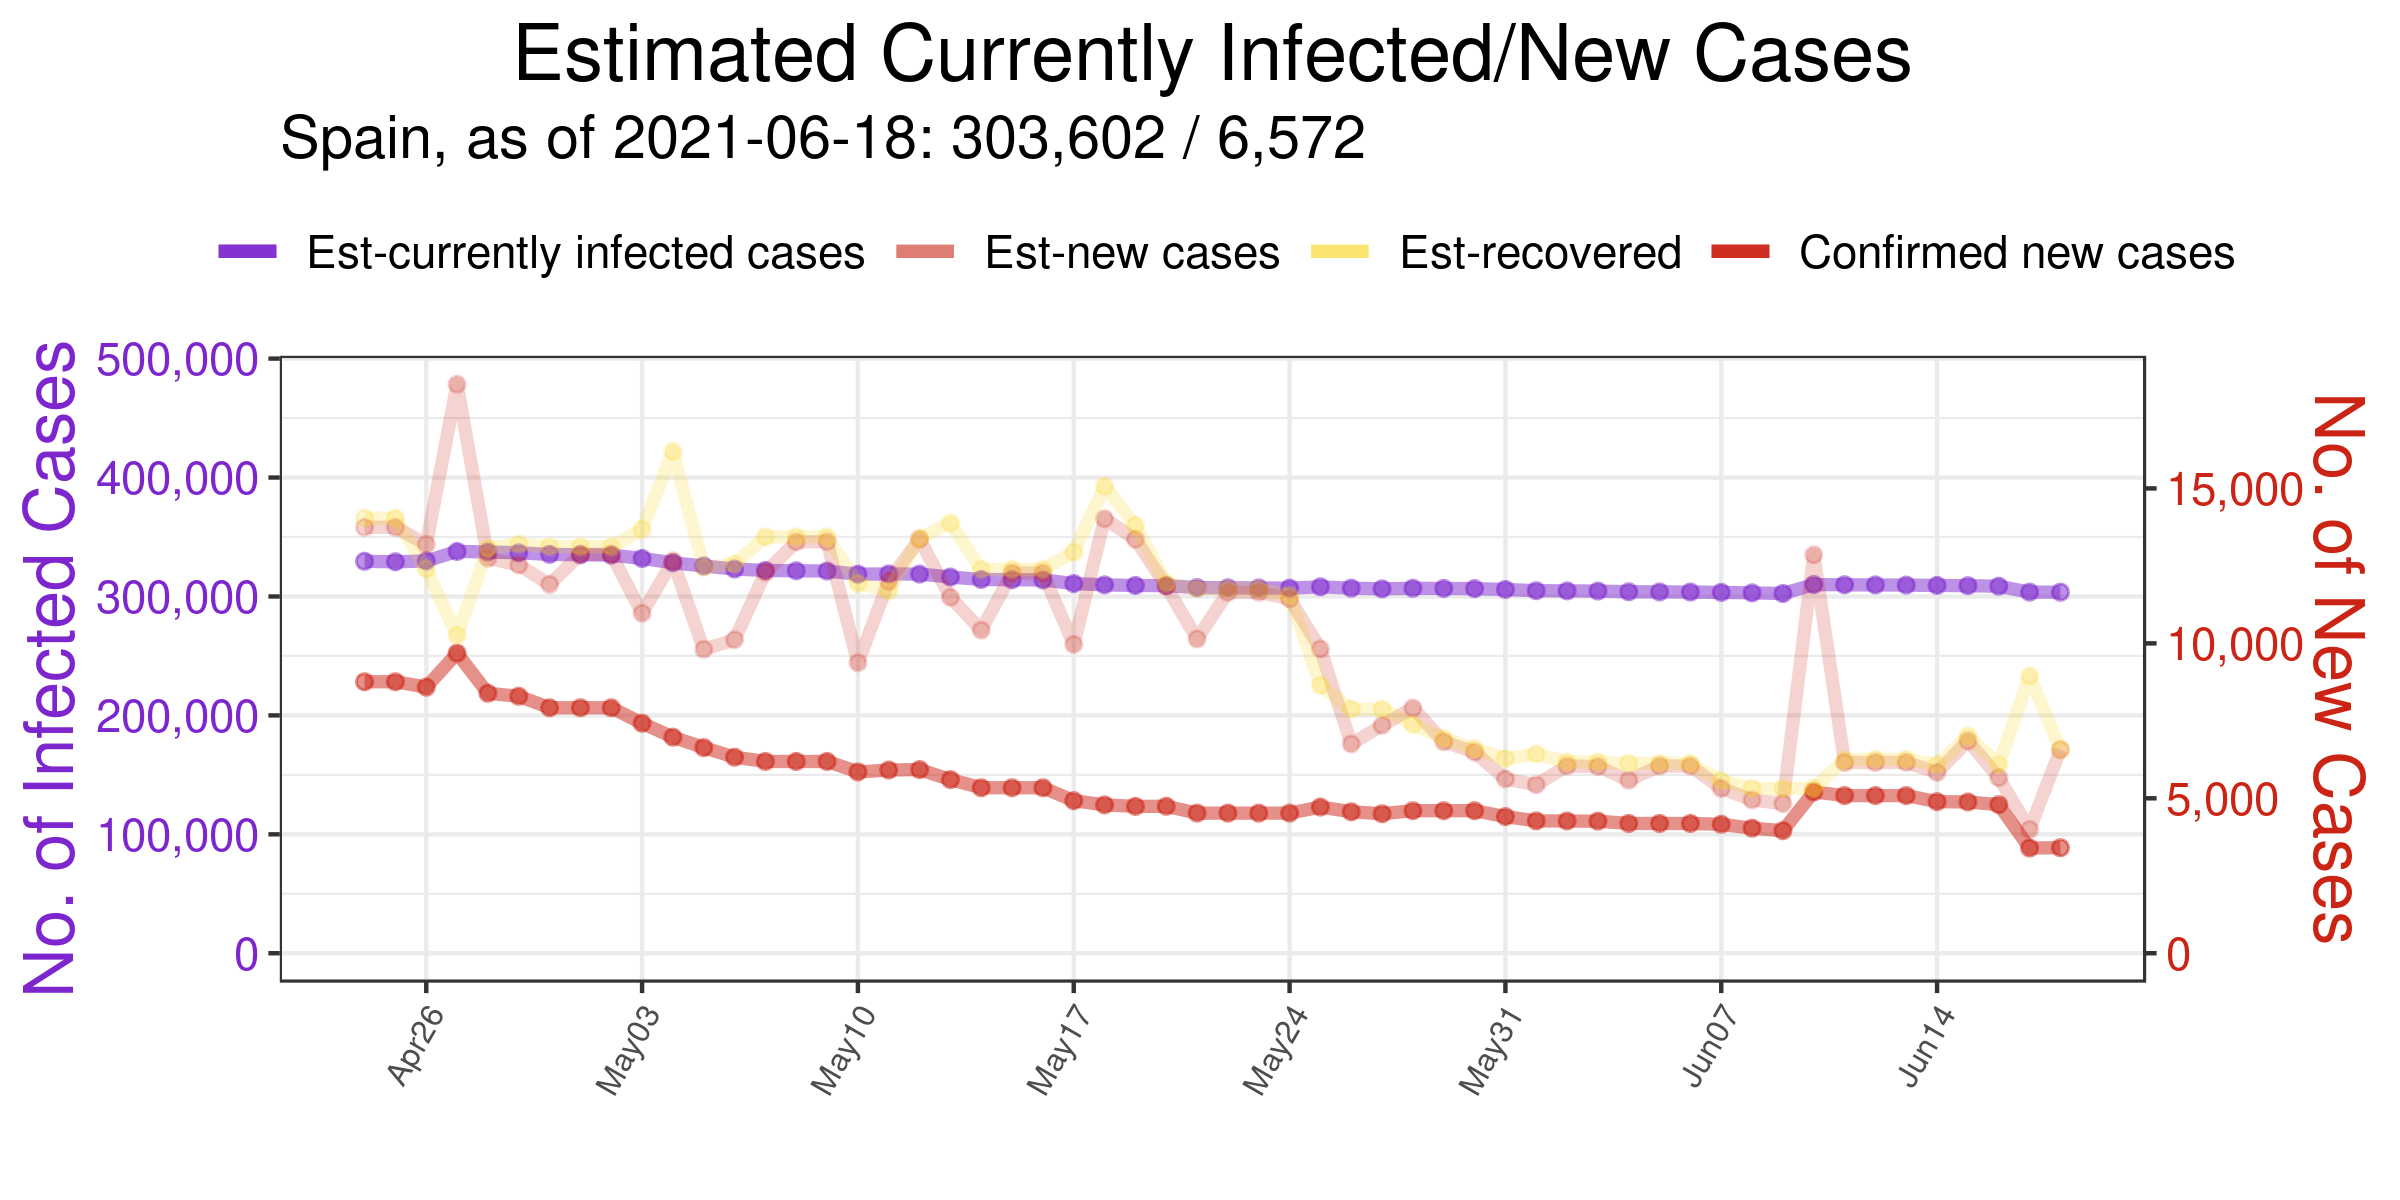 Estimated Currently Infected/New Cases
Spain, as of 2021-06-18: 303,602 / 6,572
Est-currently infected cases Est-new cases Est-recovered Confirmed new cases
No. of Infected Cases
500,000
400,000
300,000
200,000
100,000
0
15,000
10,000
5,000
0
No. of New Cases
Apr26 May03 May10 May17 May24 May31 Jun07 Jun14